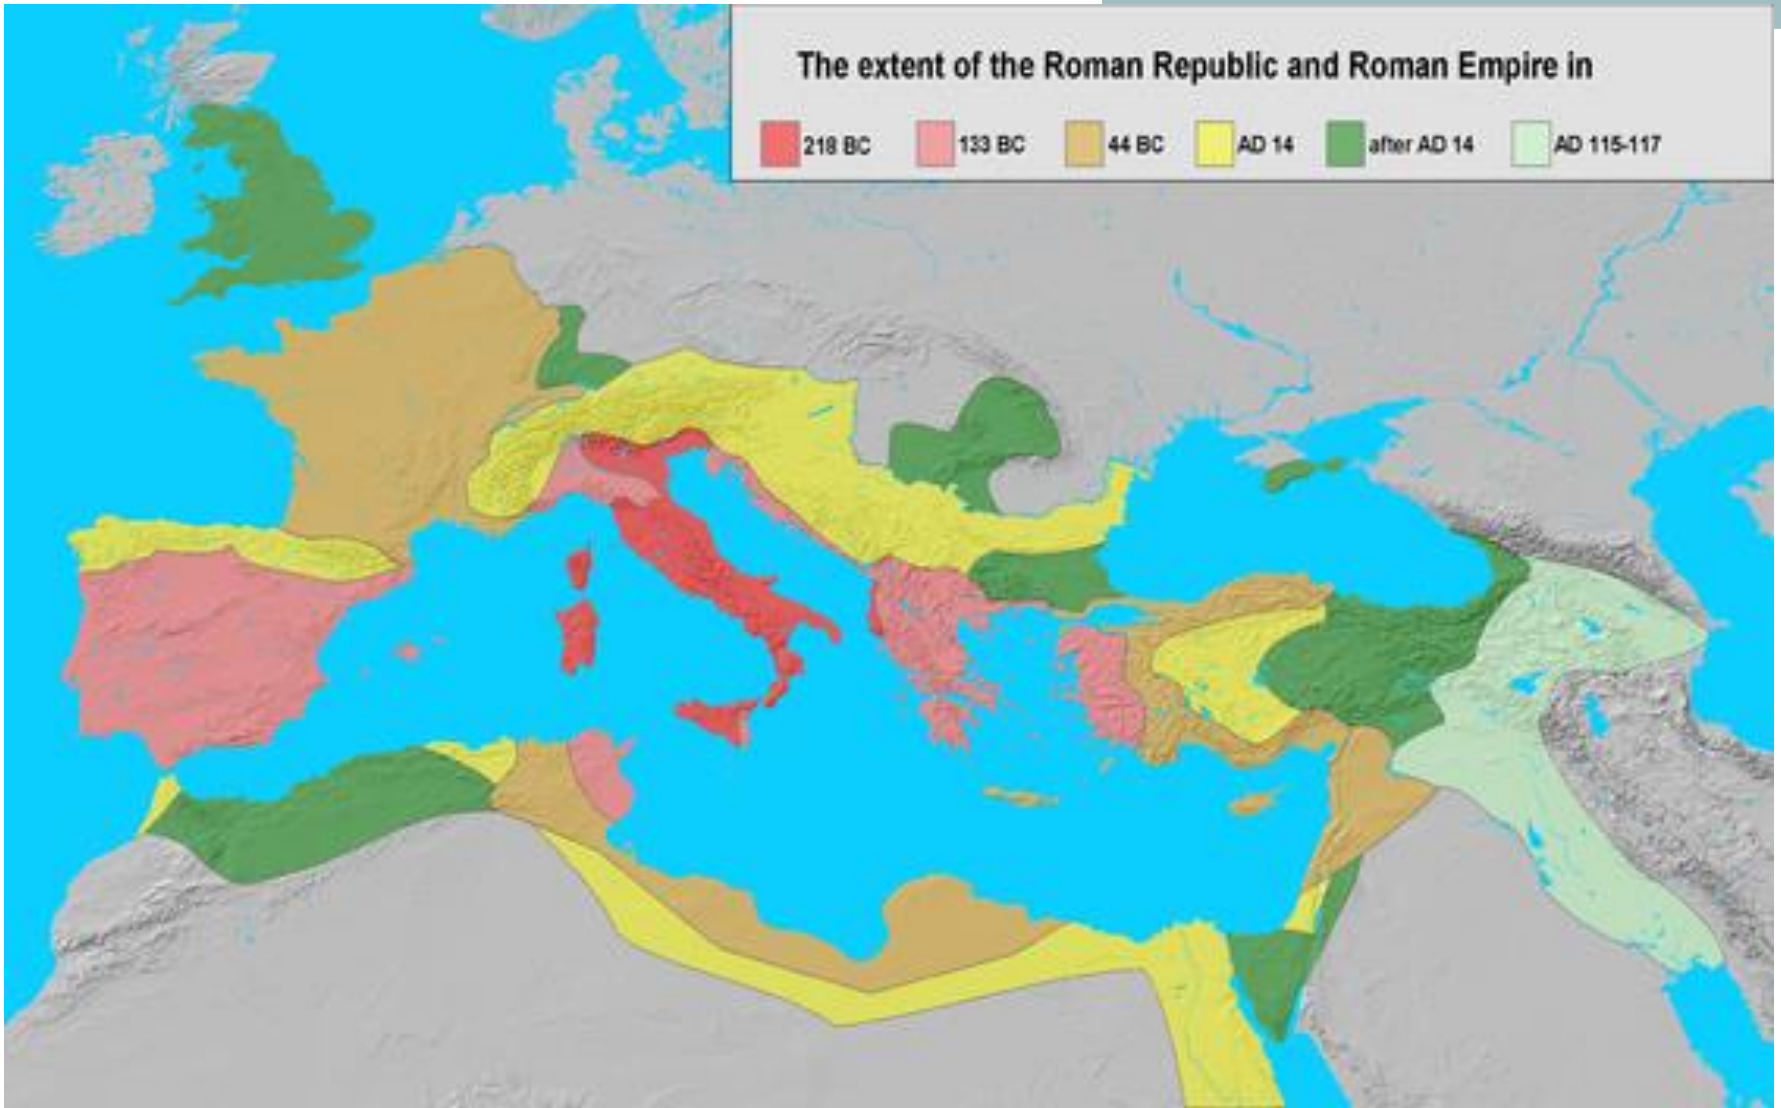 The extent of the Roman Republic and Roman Empire in
218 BC 133 BC 44 BC AD 14 after AD 14 AD 115-117